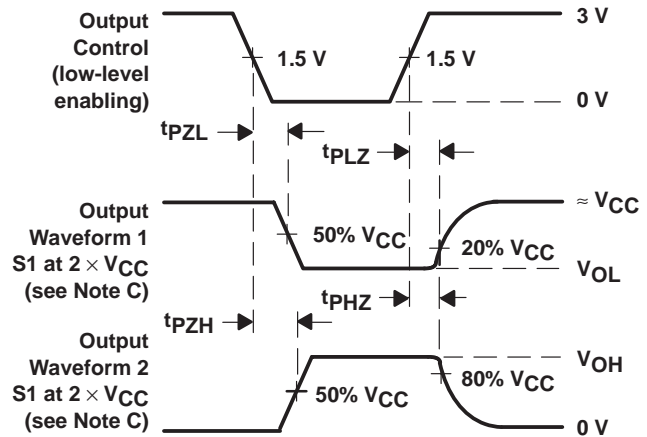 Output
Control
(low-level
enabling)
3 V
1.5 V
1.5 V
0 V
tPZL
tPLZ
Output
Waveform 1
S1 at 2 × VCC
(see Note C)
≈ VCC
50% VCC
20% VCC
VOL
tPZH
tPHZ
Output
Waveform 2
S1 at 2 × VCC
(see Note C)
VOH
50% VCC
80% VCC
0 V